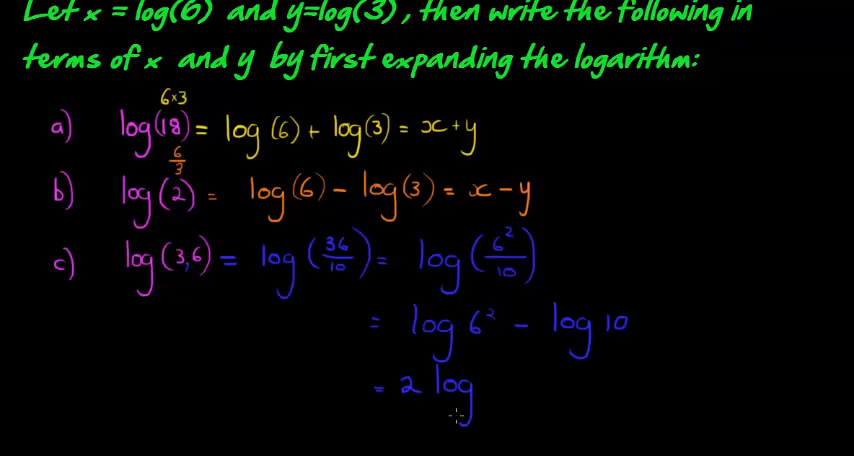 Let x = log(6) and y=log(3), then write the following in
terms of x and y by first expanding the logarithm:
6×3
a) log(18) = log(6) + log(3) = x+y
6/3
b) log(2) = log(6) - log(3) = x - y
c) log(3,6) = log(36/10) = log(6²/10)
= log 6² - log 10
= 2 log